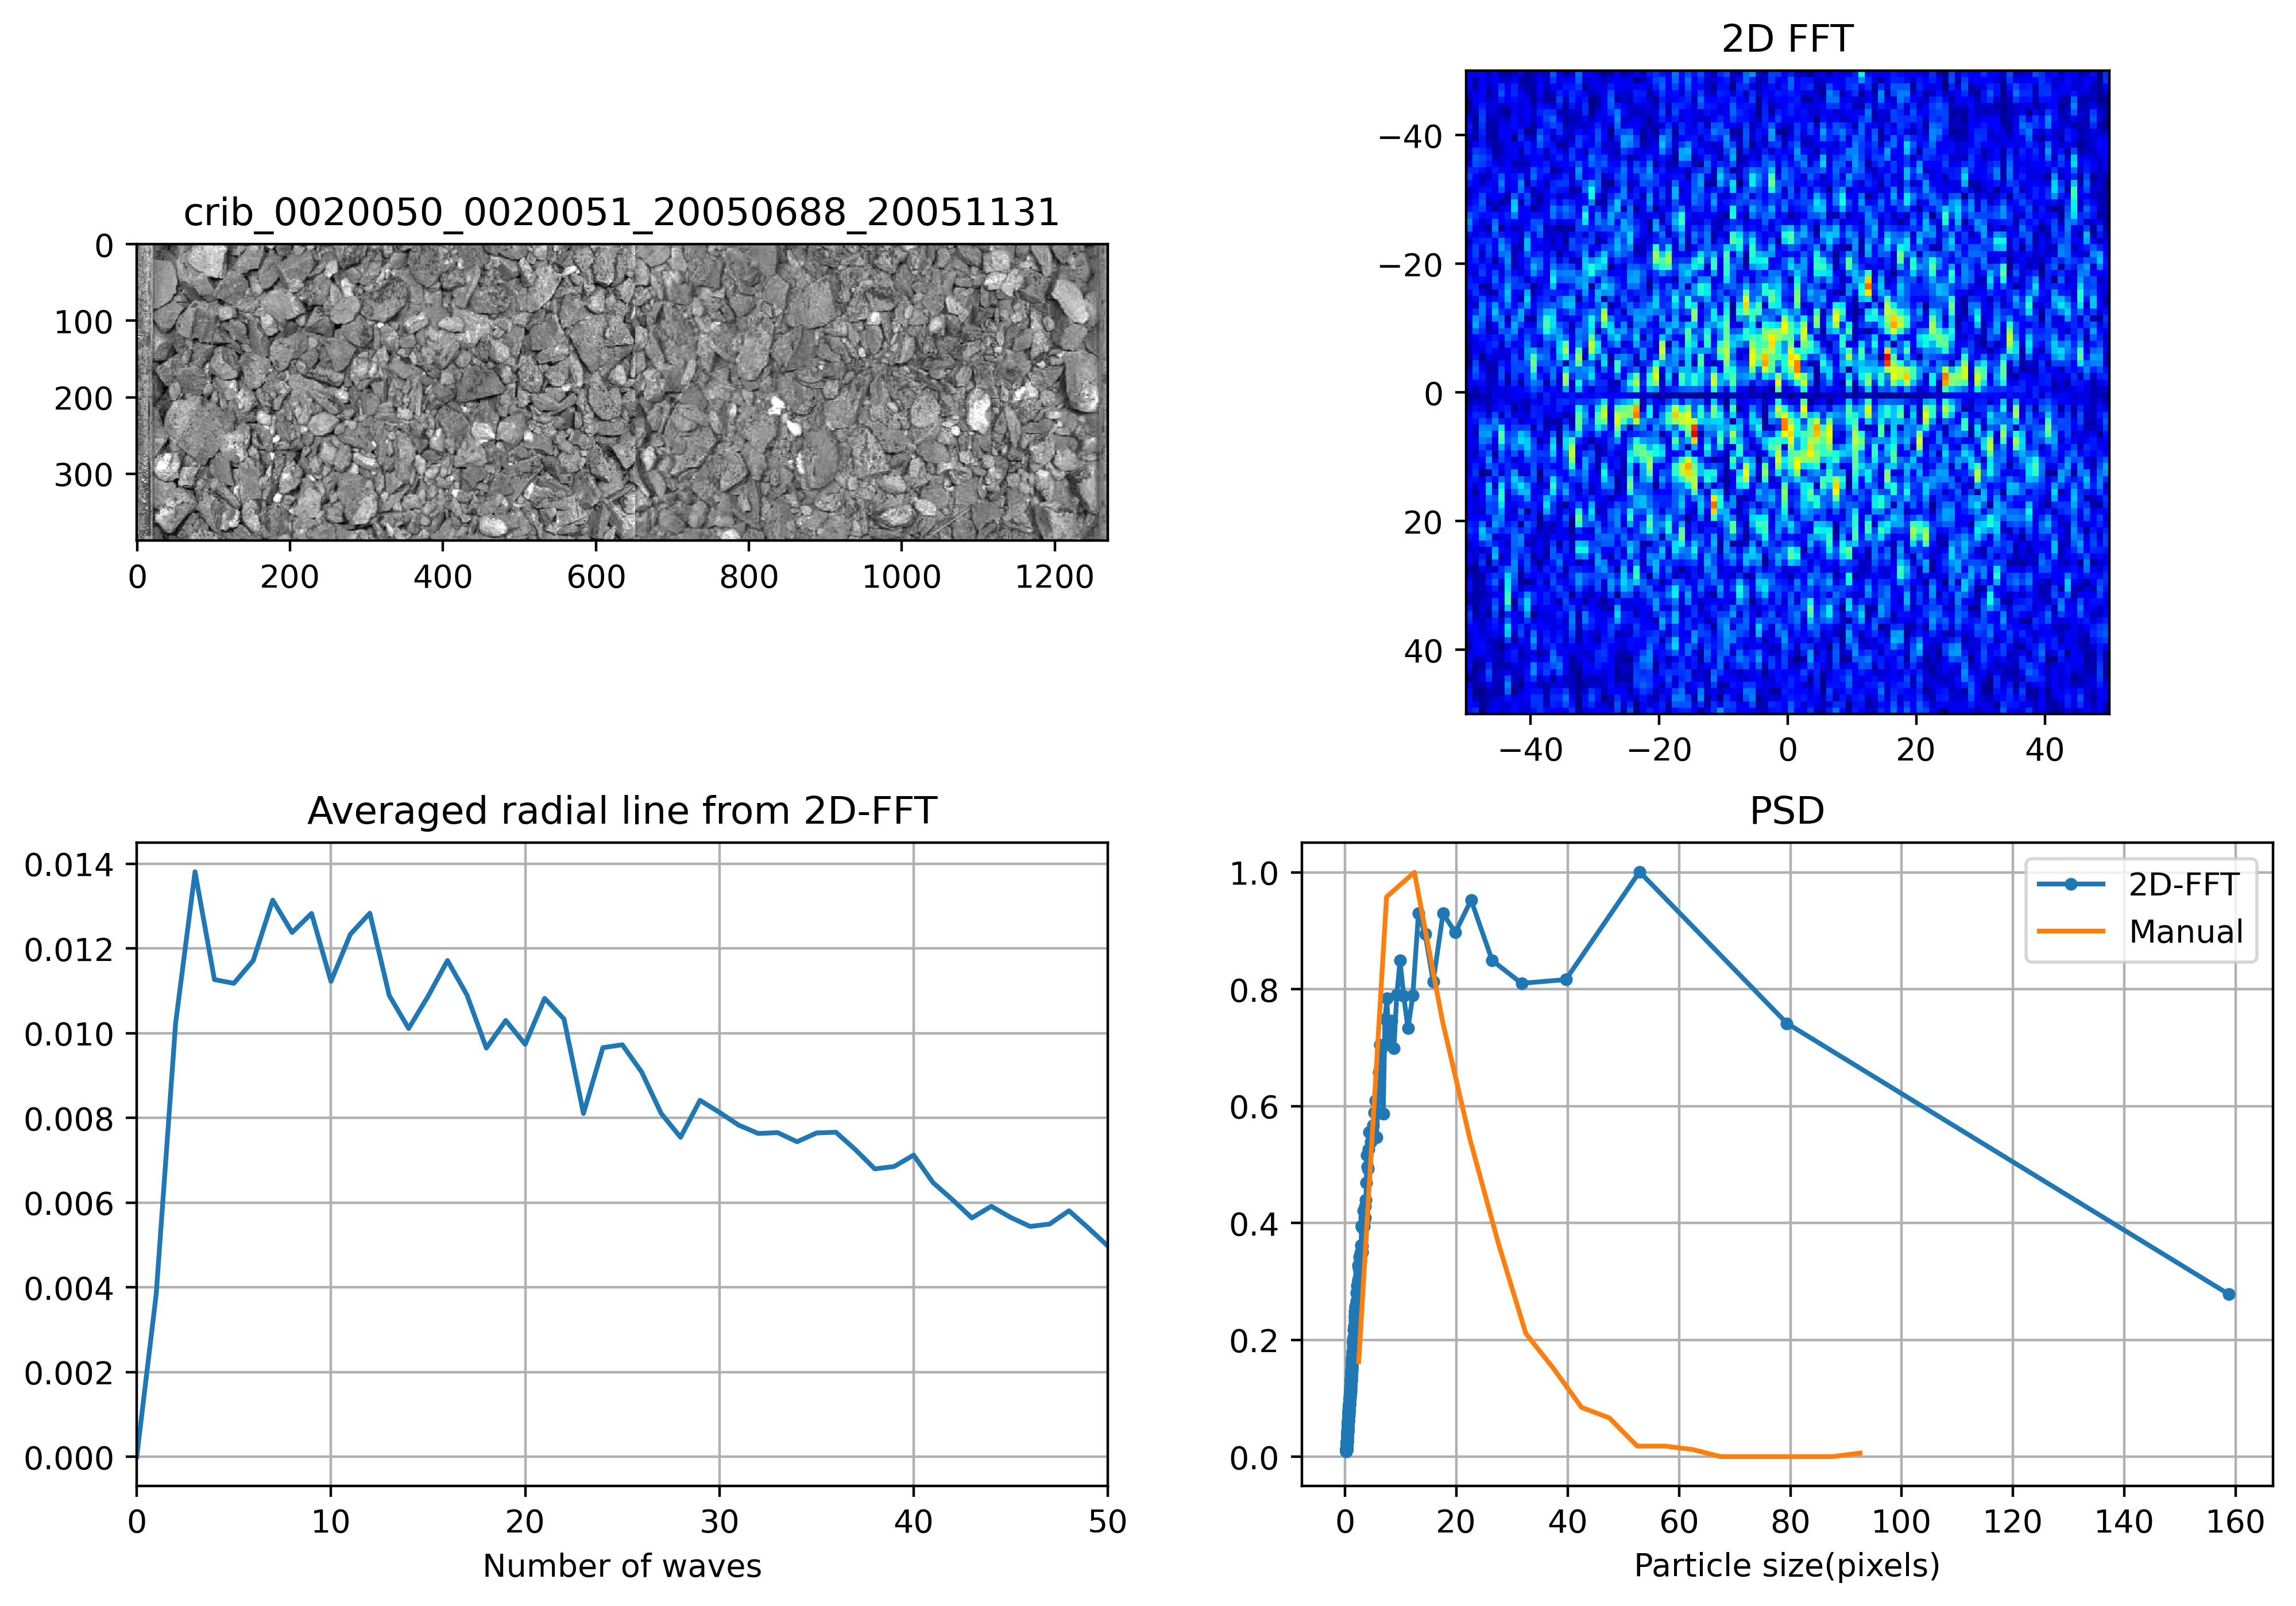 crib_0020050_0020051_20050688_20051131
0
100
200
300
0 200 400 600 800 1000 1200
2D FFT
−40
−20
0
20
40
−40 −20 0 20 40
Averaged radial line from 2D-FFT
0.014
0.012
0.010
0.008
0.006
0.004
0.002
0.000
0 10 20 30 40 50
Number of waves
PSD
1.0
0.8
0.6
0.4
0.2
0.0
2D-FFT
Manual
0 20 40 60 80 100 120 140 160
Particle size(pixels)